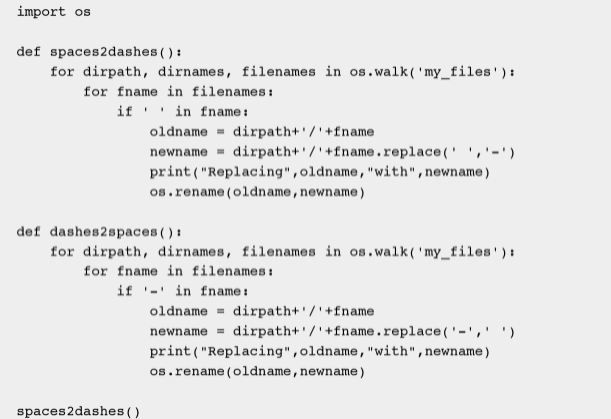 import os

def spaces2dashes():
    for dirpath, dirnames, filenames in os.walk('my_files'):
        for fname in filenames:
            if ' ' in fname:
                oldname = dirpath+'/'+fname
                newname = dirpath+'/'+fname.replace(' ','-')
                print("Replacing",oldname,"with",newname)
                os.rename(oldname,newname)

def dashes2spaces():
    for dirpath, dirnames, filenames in os.walk('my_files'):
        for fname in filenames:
            if '-' in fname:
                oldname = dirpath+'/'+fname
                newname = dirpath+'/'+fname.replace('-',' ')
                print("Replacing",oldname,"with",newname)
                os.rename(oldname,newname)

spaces2dashes()